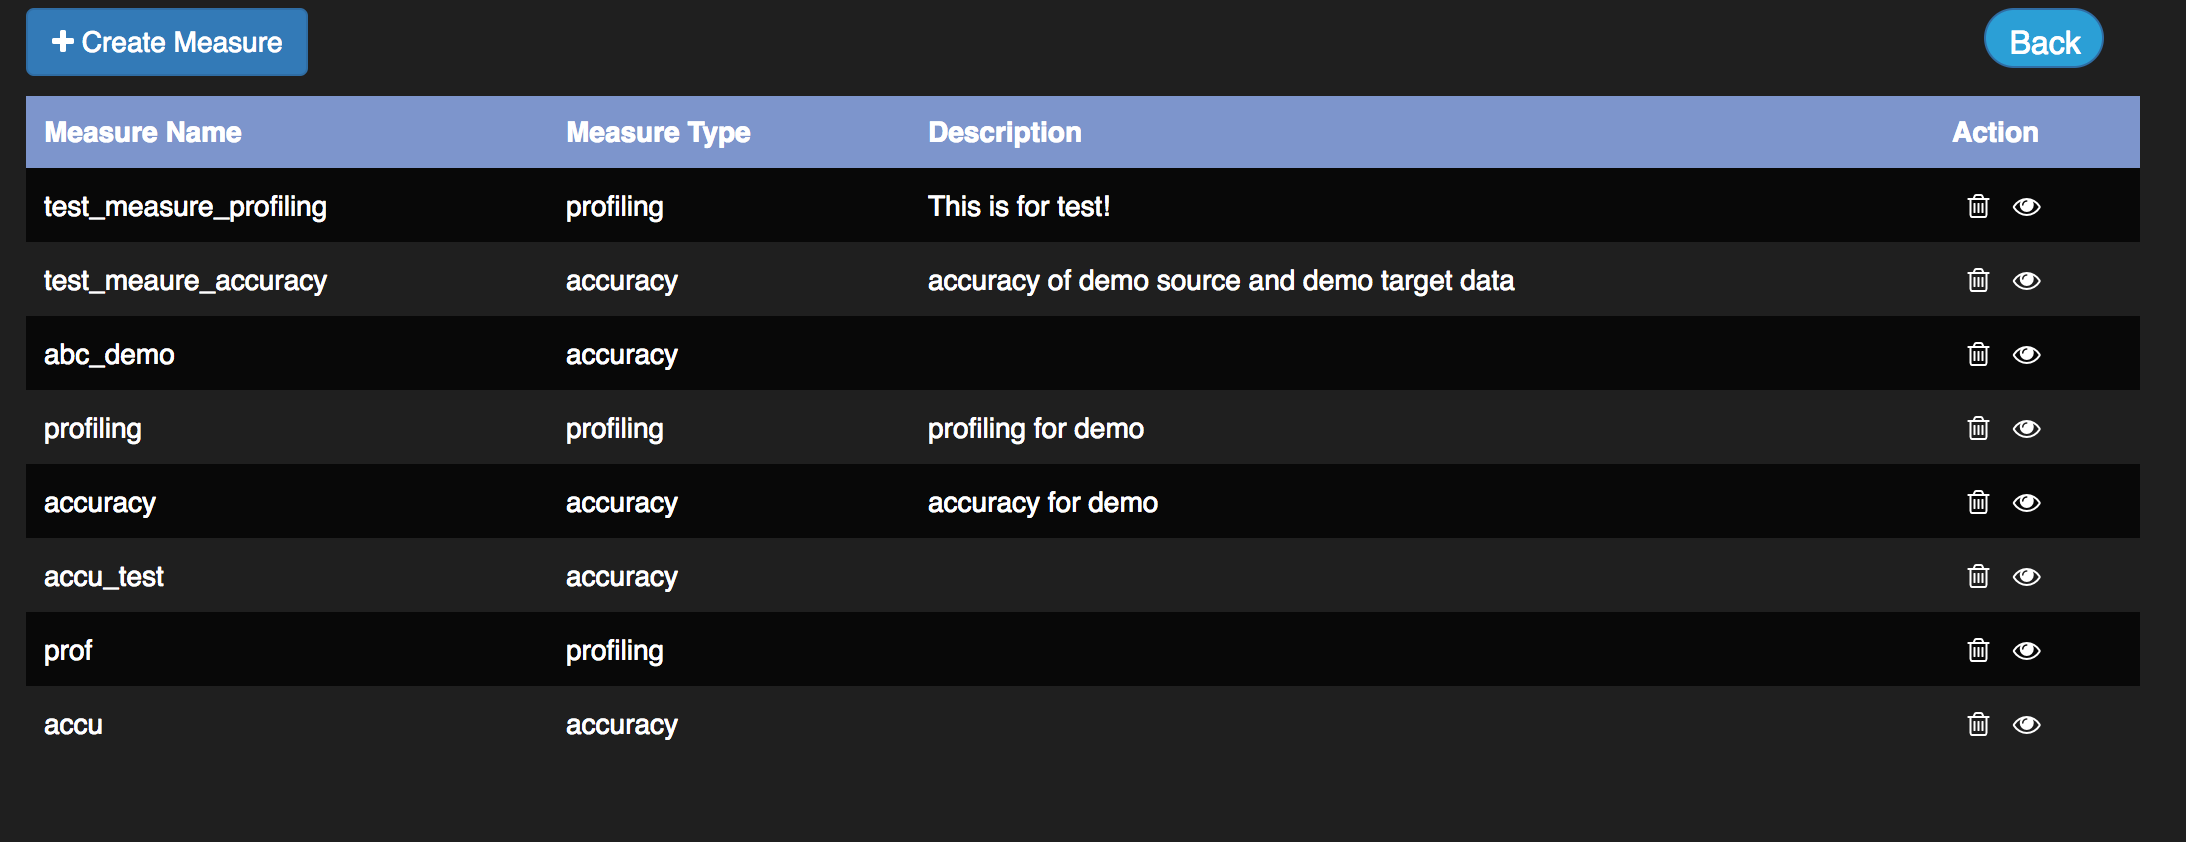 Create Measure
Back
Measure Name Measure Type Description Action
test_measure_profiling profiling This is for test!
test_meaure_accuracy accuracy accuracy of demo source and demo target data
abc_demo accuracy
profiling profiling profiling for demo
accuracy accuracy accuracy for demo
accu_test accuracy
prof profiling
accu accuracy